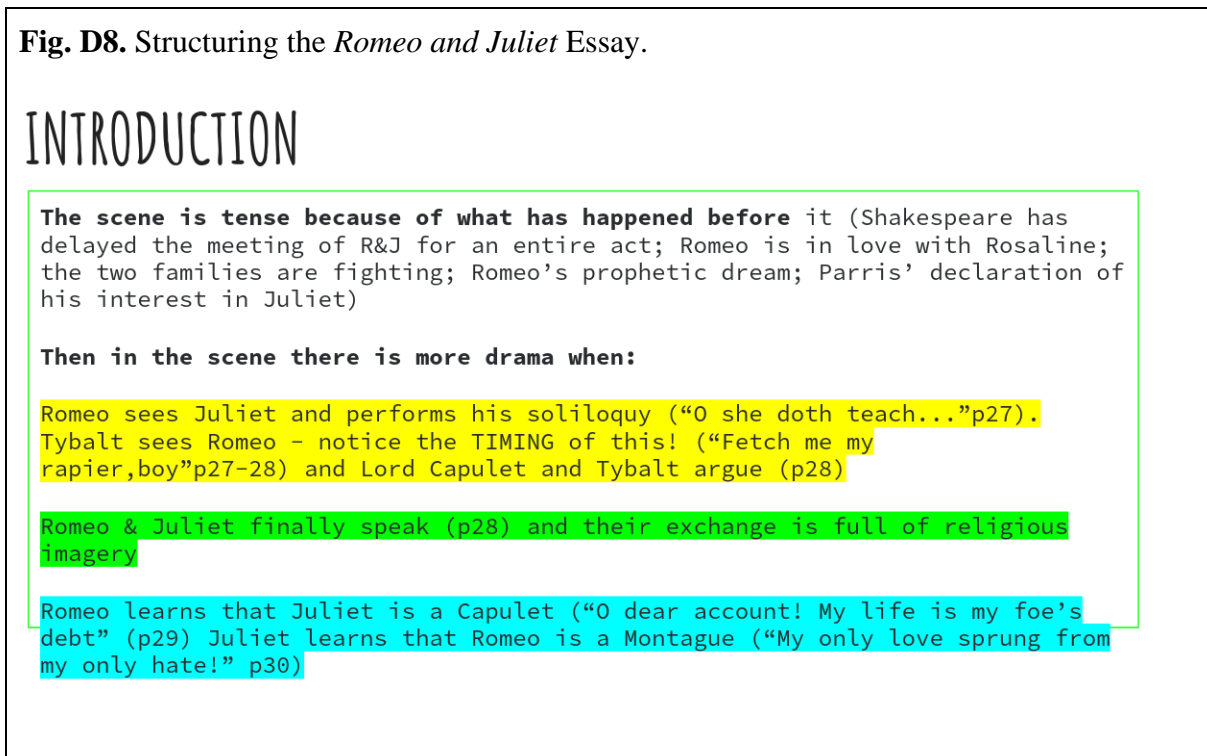 Fig. D8. Structuring the Romeo and Juliet Essay.
INTRODUCTION
The scene is tense because of what has happened before it (Shakespeare has
delayed the meeting of R&J for an entire act; Romeo is in love with Rosaline;
the two families are fighting; Romeo’s prophetic dream; Parris’ declaration of
his interest in Juliet)
Then in the scene there is more drama when:
Romeo sees Juliet and performs his soliloquy (“O she doth teach...”p27).
Tybalt sees Romeo - notice the TIMING of this! (“Fetch me my
rapier,boy”p27-28) and Lord Capulet and Tybalt argue (p28)
Romeo & Juliet finally speak (p28) and their exchange is full of religious
imagery
Romeo learns that Juliet is a Capulet (“O dear account! My life is my foe’s
debt” (p29) Juliet learns that Romeo is a Montague (“My only love sprung from
my only hate!” p30)